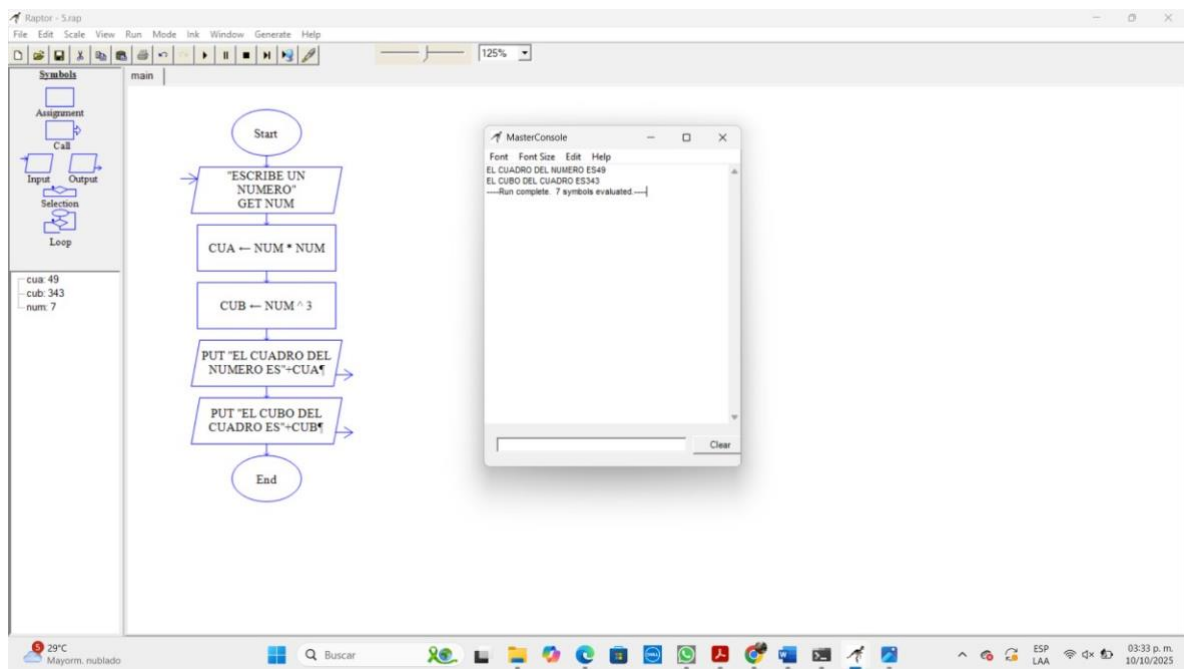 Raptor - 5.rap
File Edit Scale View Run Mode Ink Window Generate Help
125%
Symbols
main
Assignment
Call
Input Output
Selection
Loop
cua: 49
cub: 343
num: 7
Start
"ESCRIBE UN
NUMERO"
GET NUM
CUA ← NUM * NUM
CUB ← NUM ^ 3
PUT "EL CUADRO DEL
NUMERO ES"+CUA¶
PUT "EL CUBO DEL
CUADRO ES"+CUB¶
End
MasterConsole
Font Font Size Edit Help
EL CUADRO DEL NUMERO ES49
EL CUBO DEL CUADRO ES343
----Run complete. 7 symbols evaluated.----
Clear
5
29°C
Mayorm. nublado
Buscar
ESP
LAA
03:33 p. m.
10/10/2025